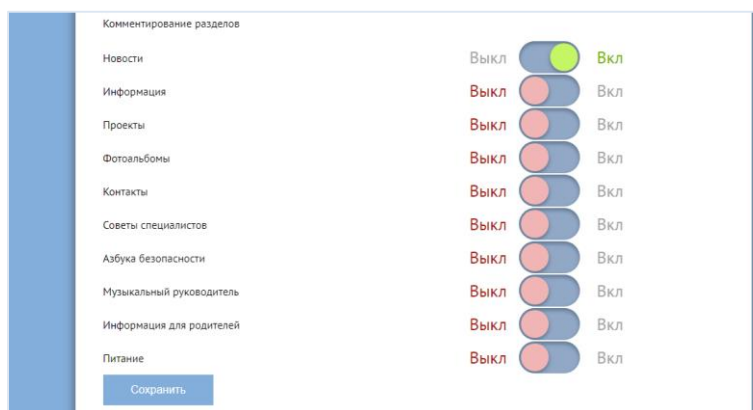 Комментирование разделов
Новости Выкл Вкл
Информация Выкл Вкл
Проекты Выкл Вкл
Фотоальбомы Выкл Вкл
Контакты Выкл Вкл
Советы специалистов Выкл Вкл
Азбука безопасности Выкл Вкл
Музыкальный руководитель Выкл Вкл
Информация для родителей Выкл Вкл
Питание Выкл Вкл
Сохранить